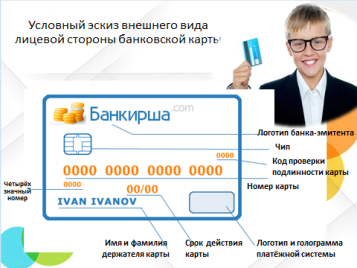 Условный эскиз внешнего вида
лицевой стороны банковской карты
Банкирша.com
Логотип банка-эмитента
Чип
0000
Код проверки
подлинности карты
0000 0000 0000 0000
Номер карты
Четырёх
значный
номер
0000
00/00
IVAN IVANOV
Имя и фамилия
держателя карты
Срок действия
карты
Логотип и голограмма
платёжной системы